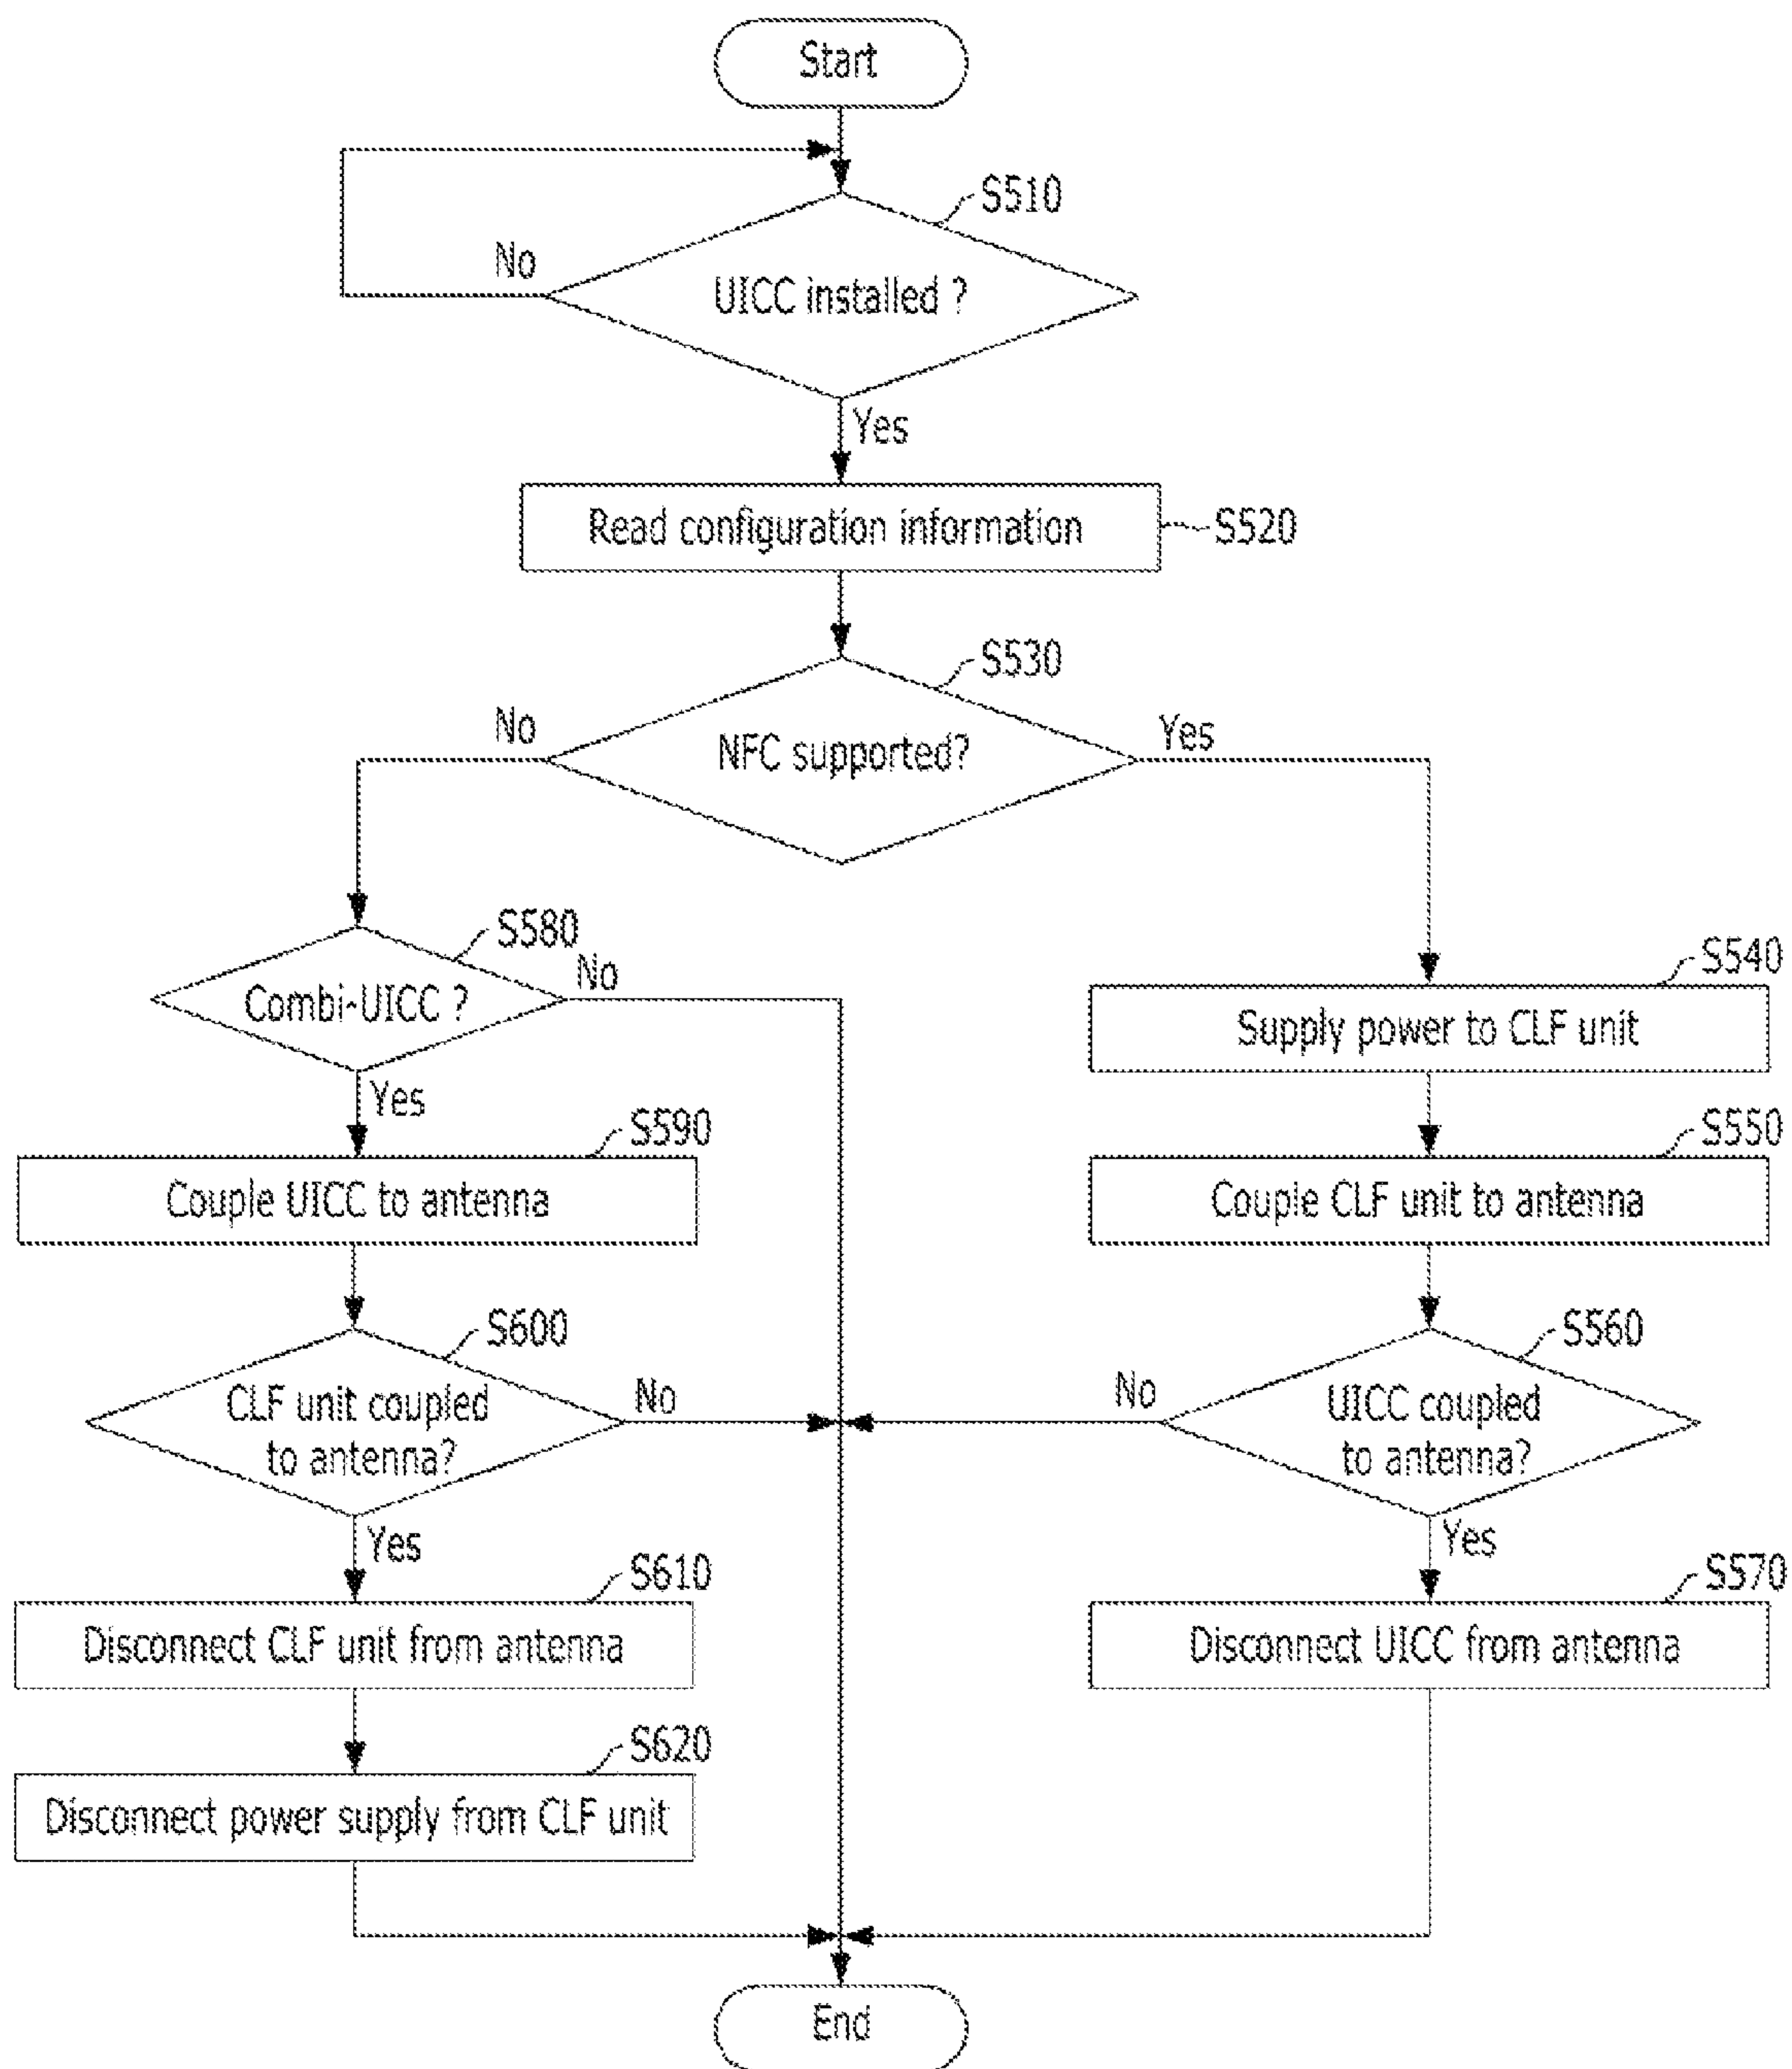 Start
S510
No
UICC installed ?
Yes
Read configuration information
S520
S530
No
NFC supported?
Yes
S580
Combi-UICC ?
No
S540
Supply power to CLF unit
Yes
S590
Couple UICC to antenna
S550
Couple CLF unit to antenna
S600
CLF unit coupled
to antenna?
No
S560
No
UICC coupled
to antenna?
Yes
Yes
S610
Disconnect CLF unit from antenna
S570
Disconnect UICC from antenna
S620
Disconnect power supply from CLF unit
End